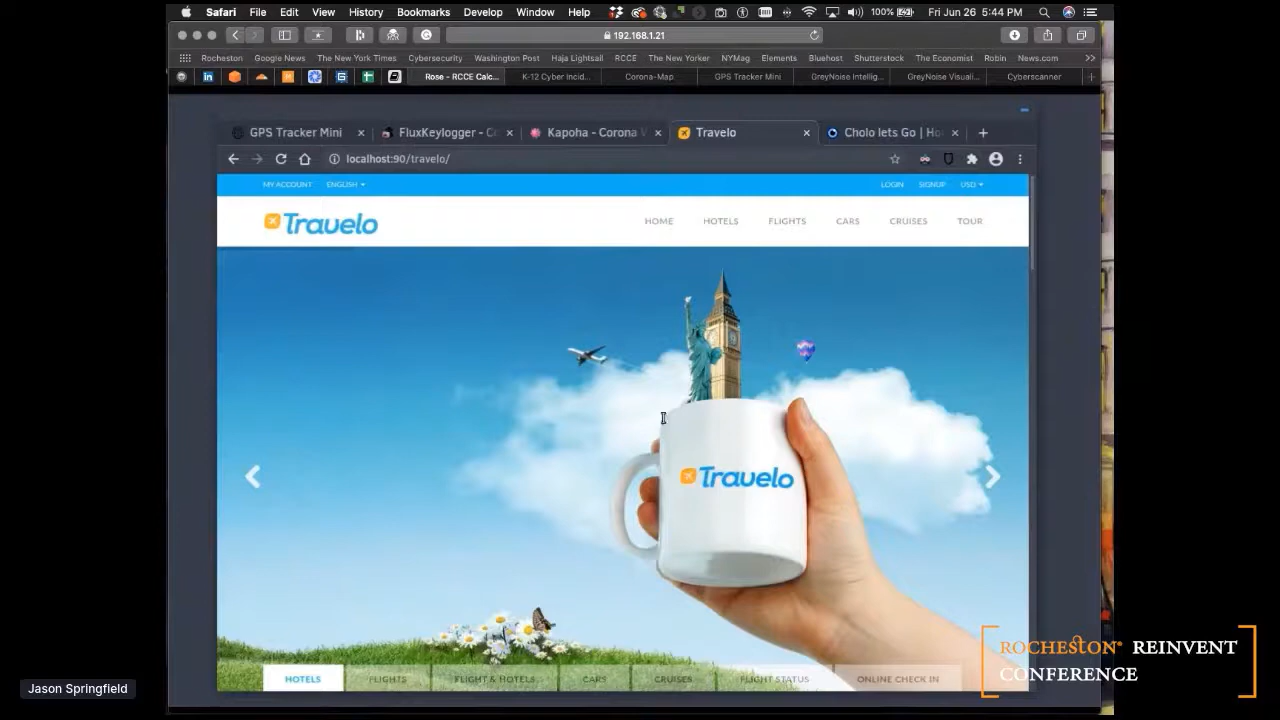 Safari File Edit View History Bookmarks Develop Window Help 100% Fri Jun 26 5:44 PM
192.168.1.21
Rocheston Google News The New York Times Cybersecurity Washington Post Haja Lightsail RCCE The New Yorker NYMag Elements Bluehost Shutterstock The Economist Robin News.com
Rose - RCCE Calc... K-12 Cyber Incid... Corona-Map GPS Tracker Mini GreyNoise Intellig... GreyNoise Visuali... Cyberscanner
GPS Tracker Mini FluxKeylogger - Co Kapoha - Corona V Travelo Cholo lets Go | Ho
localhost:90/travelo/
MY ACCOUNT ENGLISH LOGIN SIGNUP USD
Travelo HOME HOTELS FLIGHTS CARS CRUISES TOUR
Travelo
HOTELS FLIGHTS FLIGHT & HOTELS CARS CRUISES FLIGHT STATUS ONLINE CHECK IN
ROCHESTON® REINVENT
CONFERENCE
Jason Springfield